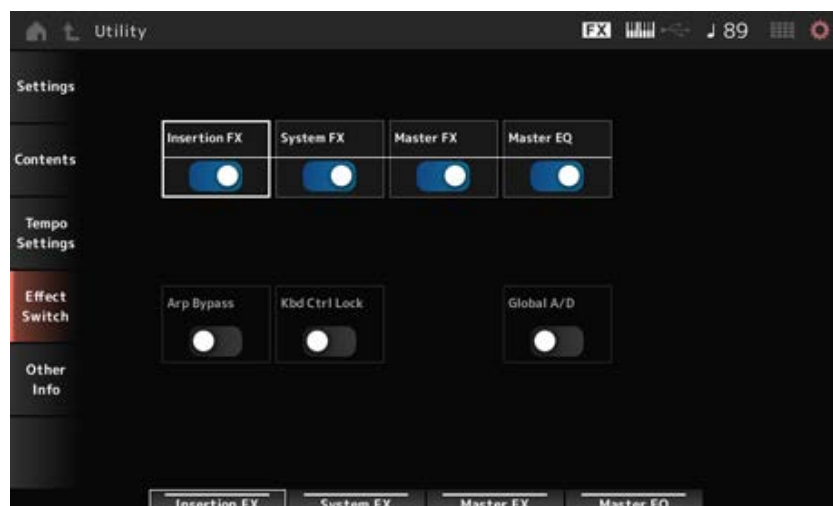 Utility FX ♩ 89
Settings
Contents
Tempo
Settings
Effect
Switch
Other
Info
Insertion FX System FX Master FX Master EQ
Arp Bypass Kbd Ctrl Lock Global A/D
Insertion FX System FX Master FX Master EQ